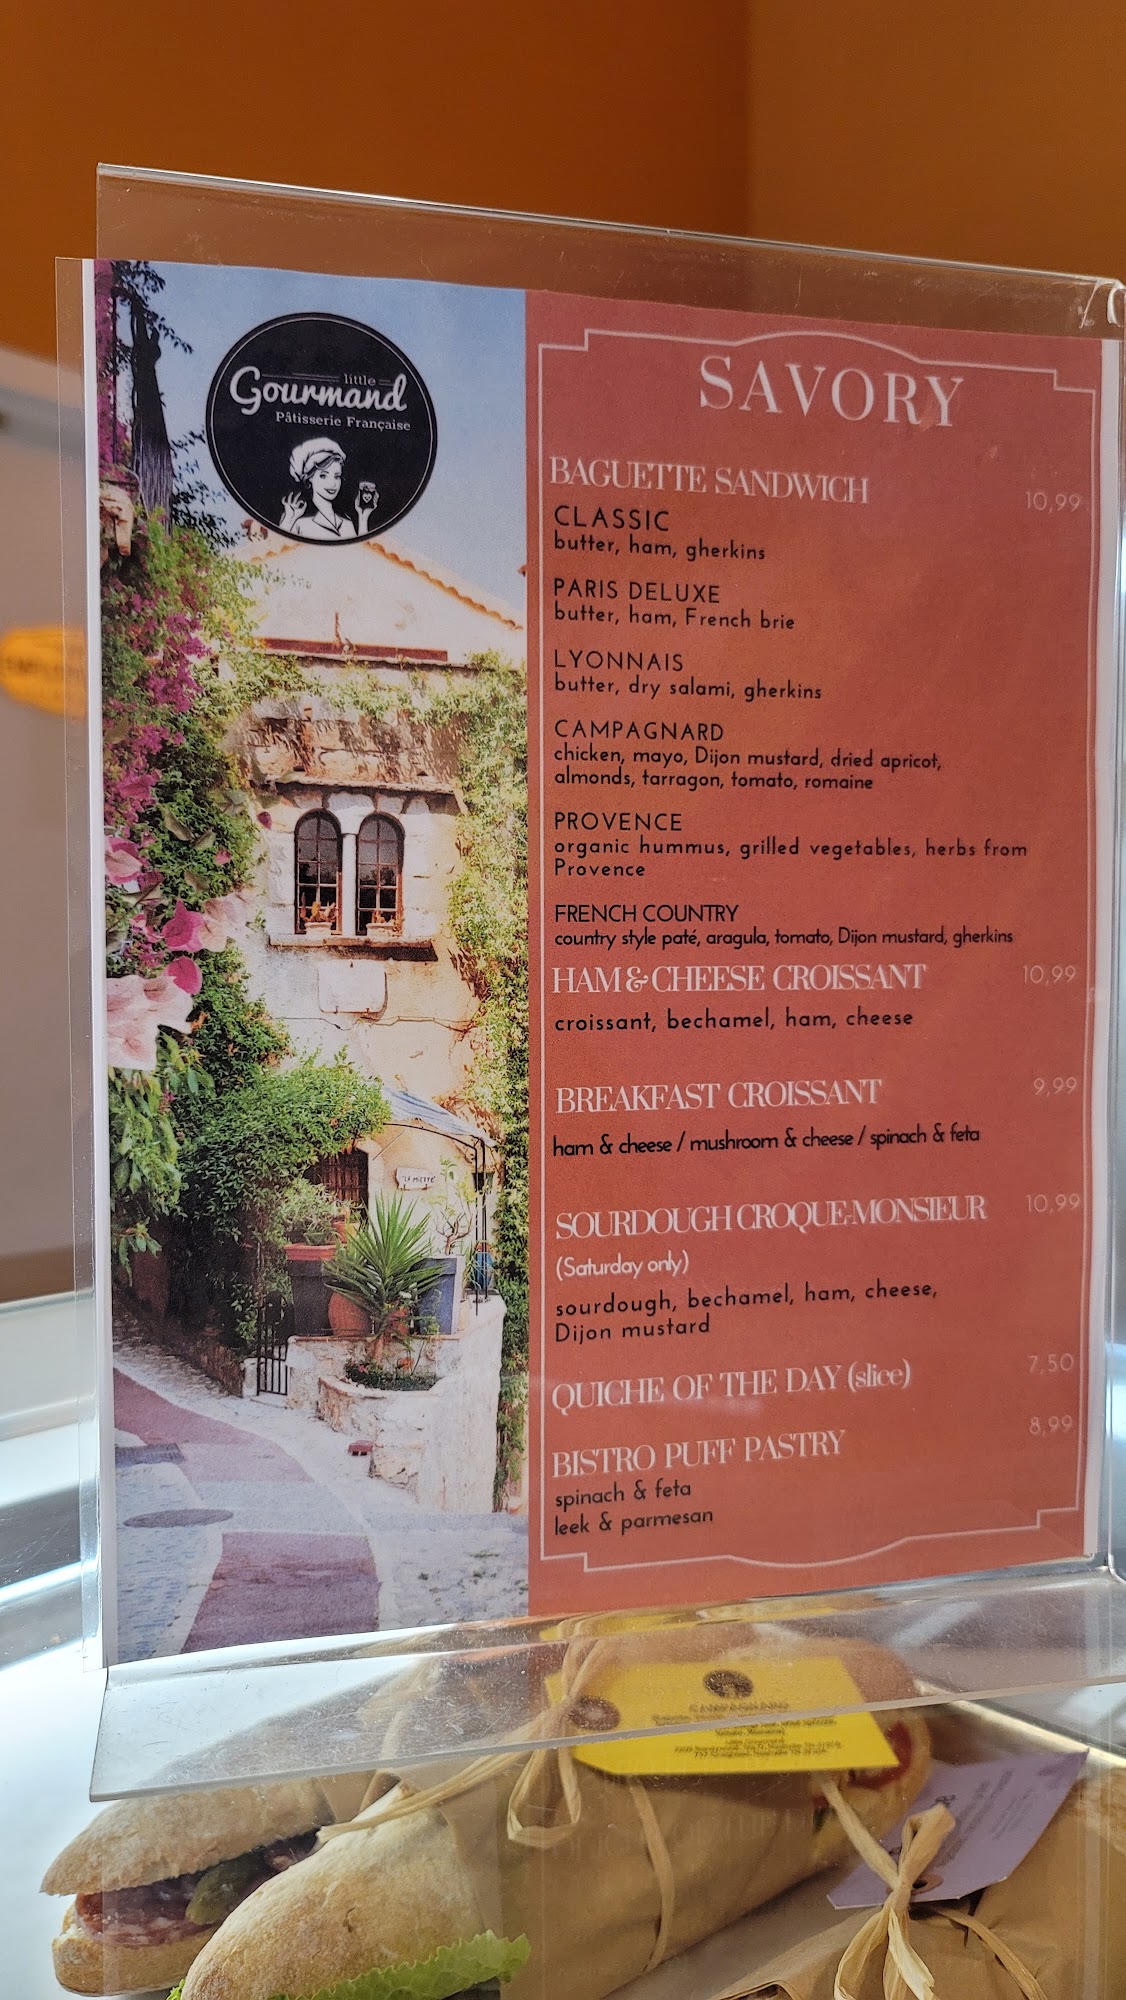 little
Gourmand
Pâtisserie Française
SAVORY
BAGUETTE SANDWICH 10,99
CLASSIC
butter, ham, gherkins
PARIS DELUXE
butter, ham, French brie
LYONNAIS
butter, dry salami, gherkins
CAMPAGNARD
chicken, mayo, Dijon mustard, dried apricot,
almonds, tarragon, tomato, romaine
PROVENCE
organic hummus, grilled vegetables, herbs from
Provence
FRENCH COUNTRY
country style paté, aragula, tomato, Dijon mustard, gherkins
HAM & CHEESE CROISSANT 10,99
croissant, bechamel, ham, cheese
BREAKFAST CROISSANT 9,99
ham & cheese / mushroom & cheese / spinach & feta
SOURDOUGH CROQUE-MONSIEUR 10,99
(Saturday only)
sourdough, bechamel, ham, cheese,
Dijon mustard
QUICHE OF THE DAY (slice) 7,50
BISTRO PUFF PASTRY 8,99
spinach & feta
leek & parmesan
CAMPAGNARD